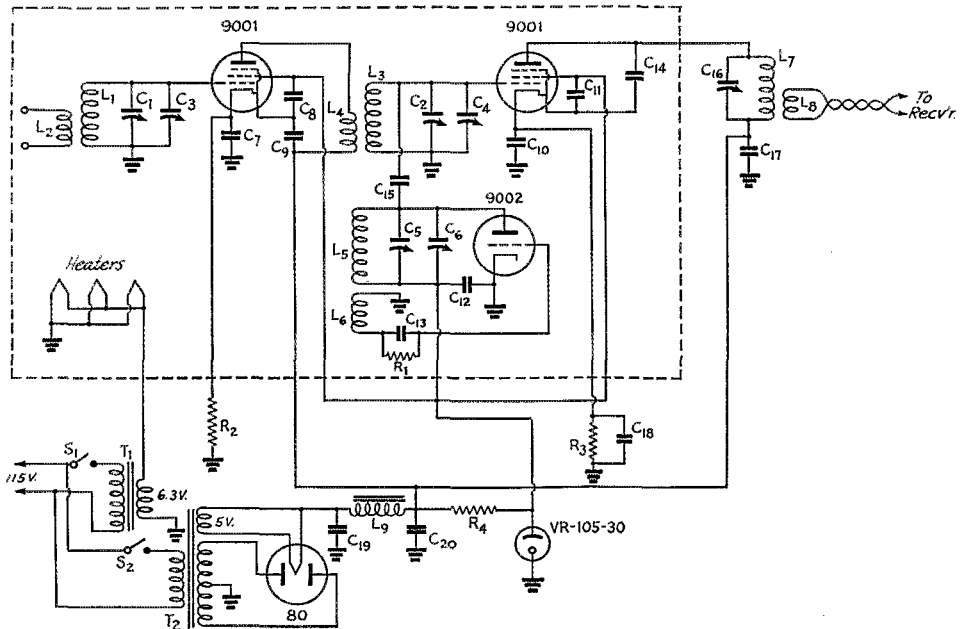 9001
9001
L1
C1
C3
L2
C7
C8
C9
L4
L3
C2
C4
C10
C11
C14
C16
L7
L8
To
Recv'r.
C17
C15
9002
L5
C5
C6
C12
L6
C13
R1
Heaters
R2
R3
C18
S1
T1
115V.
6.3V.
S2
T2
5V.
80
C19
L9
C20
R4
VR-105-30